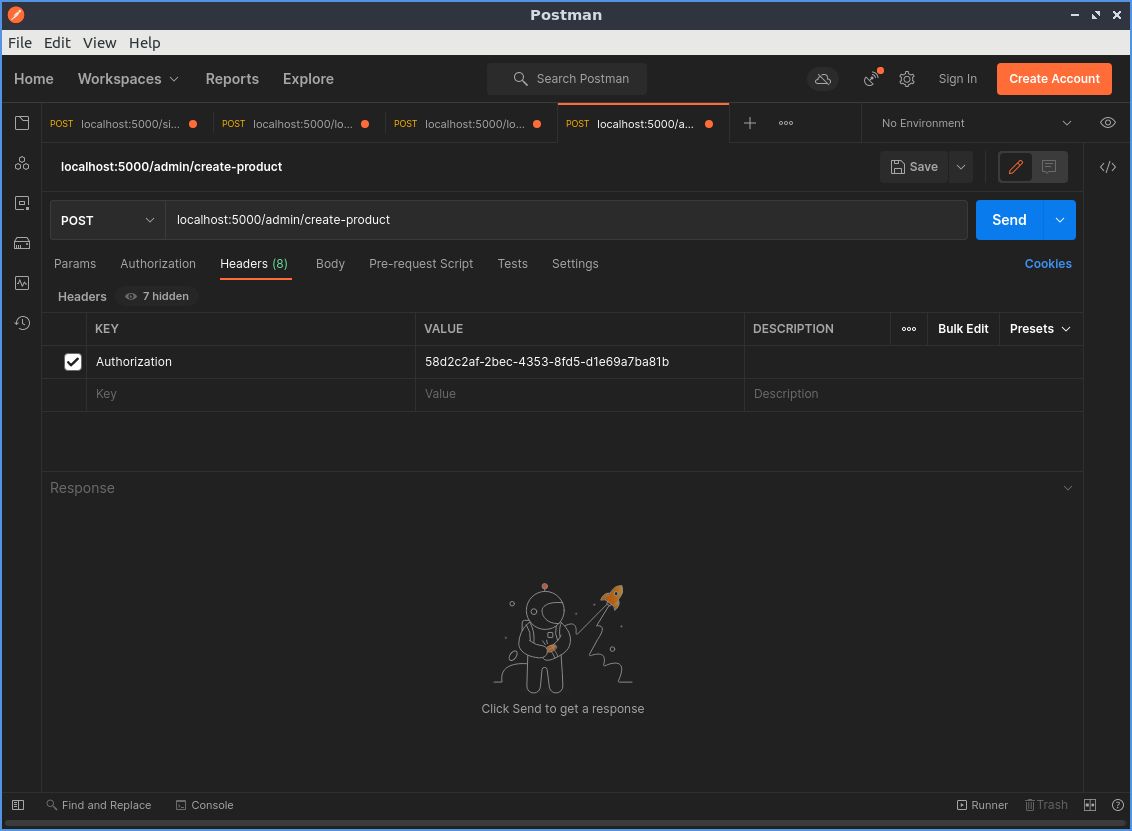 Postman
File Edit View Help
Home Workspaces Reports Explore Search Postman Sign In Create Account
POST localhost:5000/si... POST localhost:5000/lo... POST localhost:5000/lo... POST localhost:5000/a... No Environment
localhost:5000/admin/create-product Save
POST localhost:5000/admin/create-product Send
Params Authorization Headers (8) Body Pre-request Script Tests Settings Cookies
Headers 7 hidden
KEY VALUE DESCRIPTION Bulk Edit Presets
Authorization 58d2c2af-2bec-4353-8fd5-d1e69a7ba81b
Key Value Description
Response
Click Send to get a response
Find and Replace Console Runner Trash